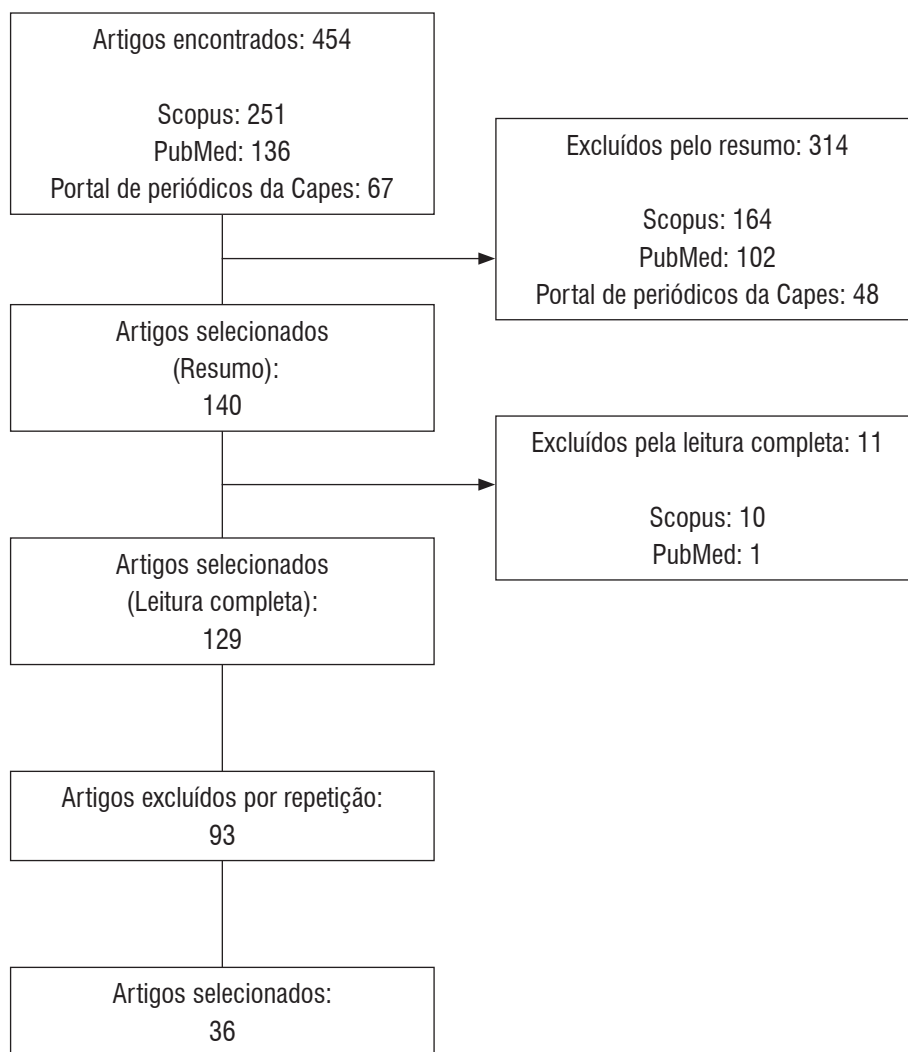 Artigos encontrados: 454
Scopus: 251
PubMed: 136
Portal de periódicos da Capes: 67
Excluídos pelo resumo: 314
Scopus: 164
PubMed: 102
Portal de periódicos da Capes: 48
Artigos selecionados
(Resumo):
140
Excluídos pela leitura completa: 11
Scopus: 10
PubMed: 1
Artigos selecionados
(Leitura completa):
129
Artigos excluídos por repetição:
93
Artigos selecionados:
36